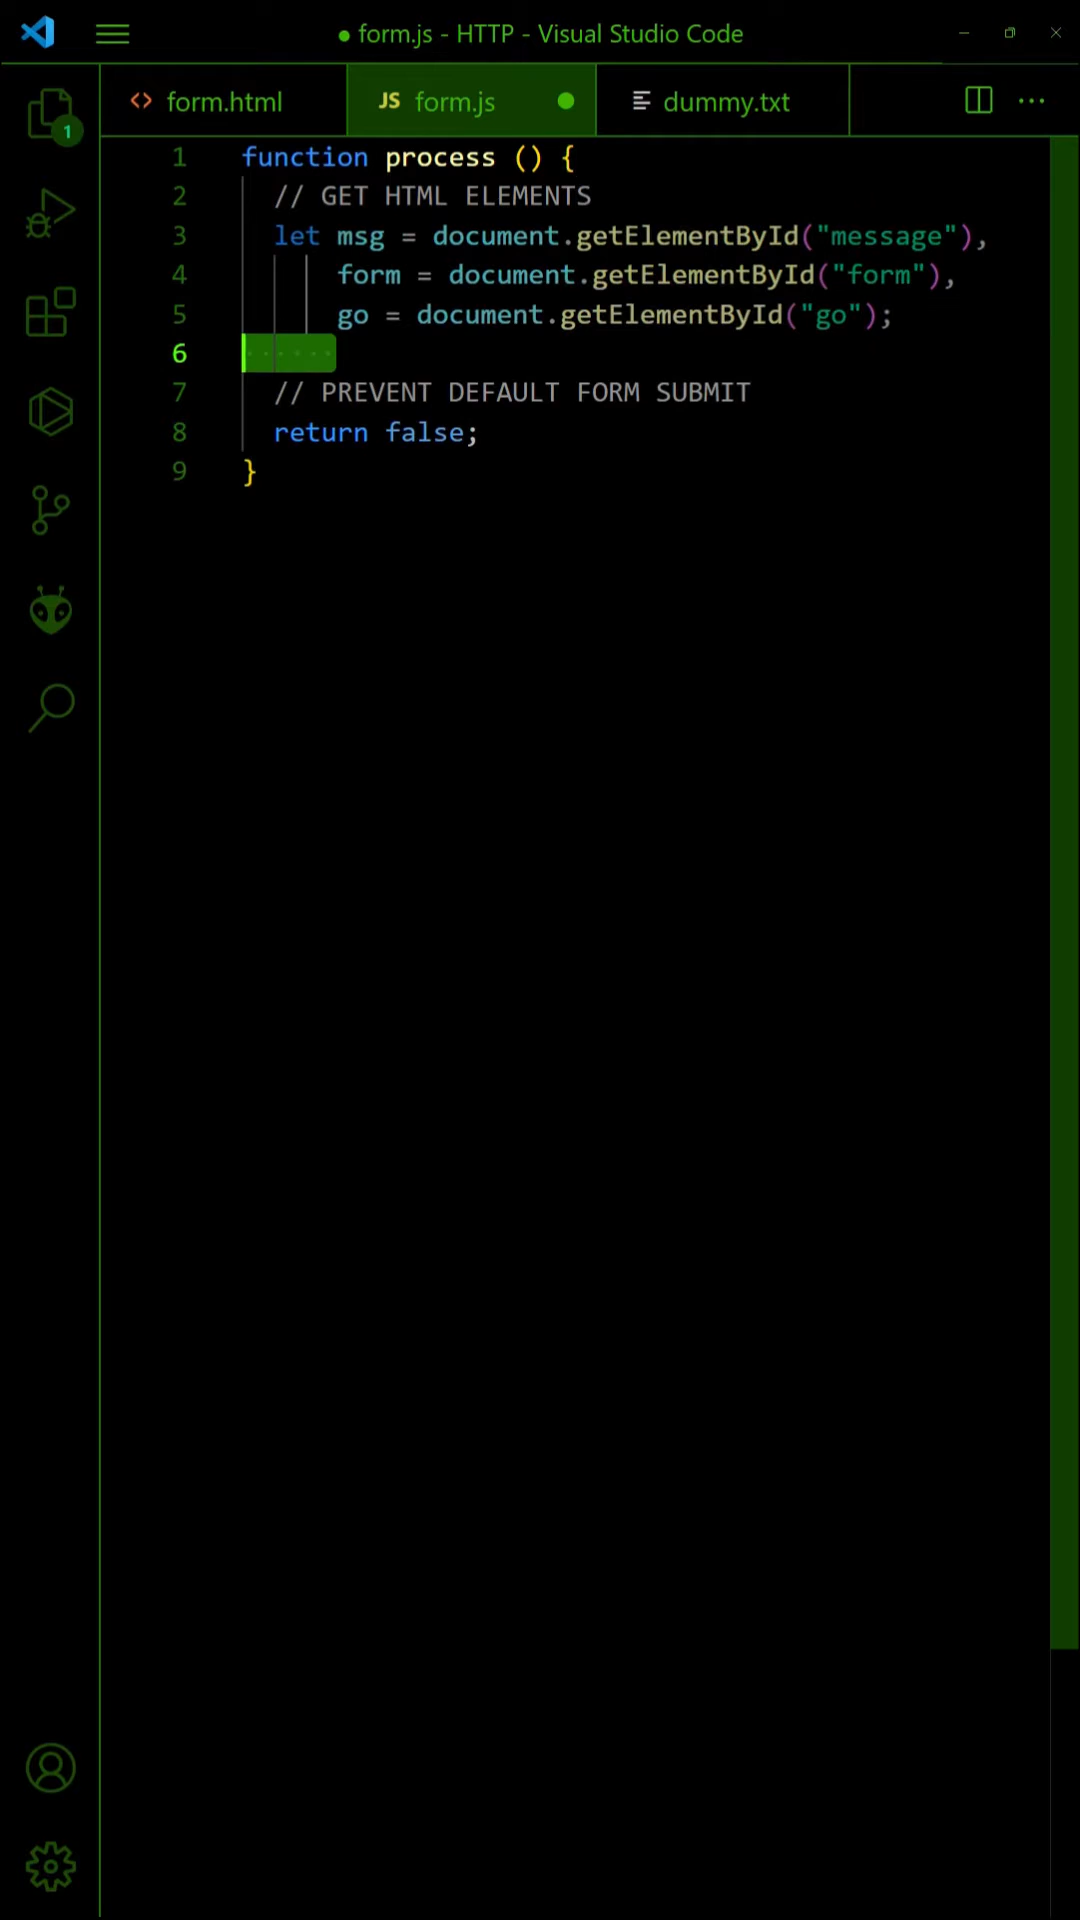 ● form.js - HTTP - Visual Studio Code
form.html
JS form.js
dummy.txt
1
1 function process () {
2 // GET HTML ELEMENTS
3 let msg = document.getElementById("message"),
4 form = document.getElementById("form"),
5 go = document.getElementById("go");
6
7 // PREVENT DEFAULT FORM SUBMIT
8 return false;
9 }